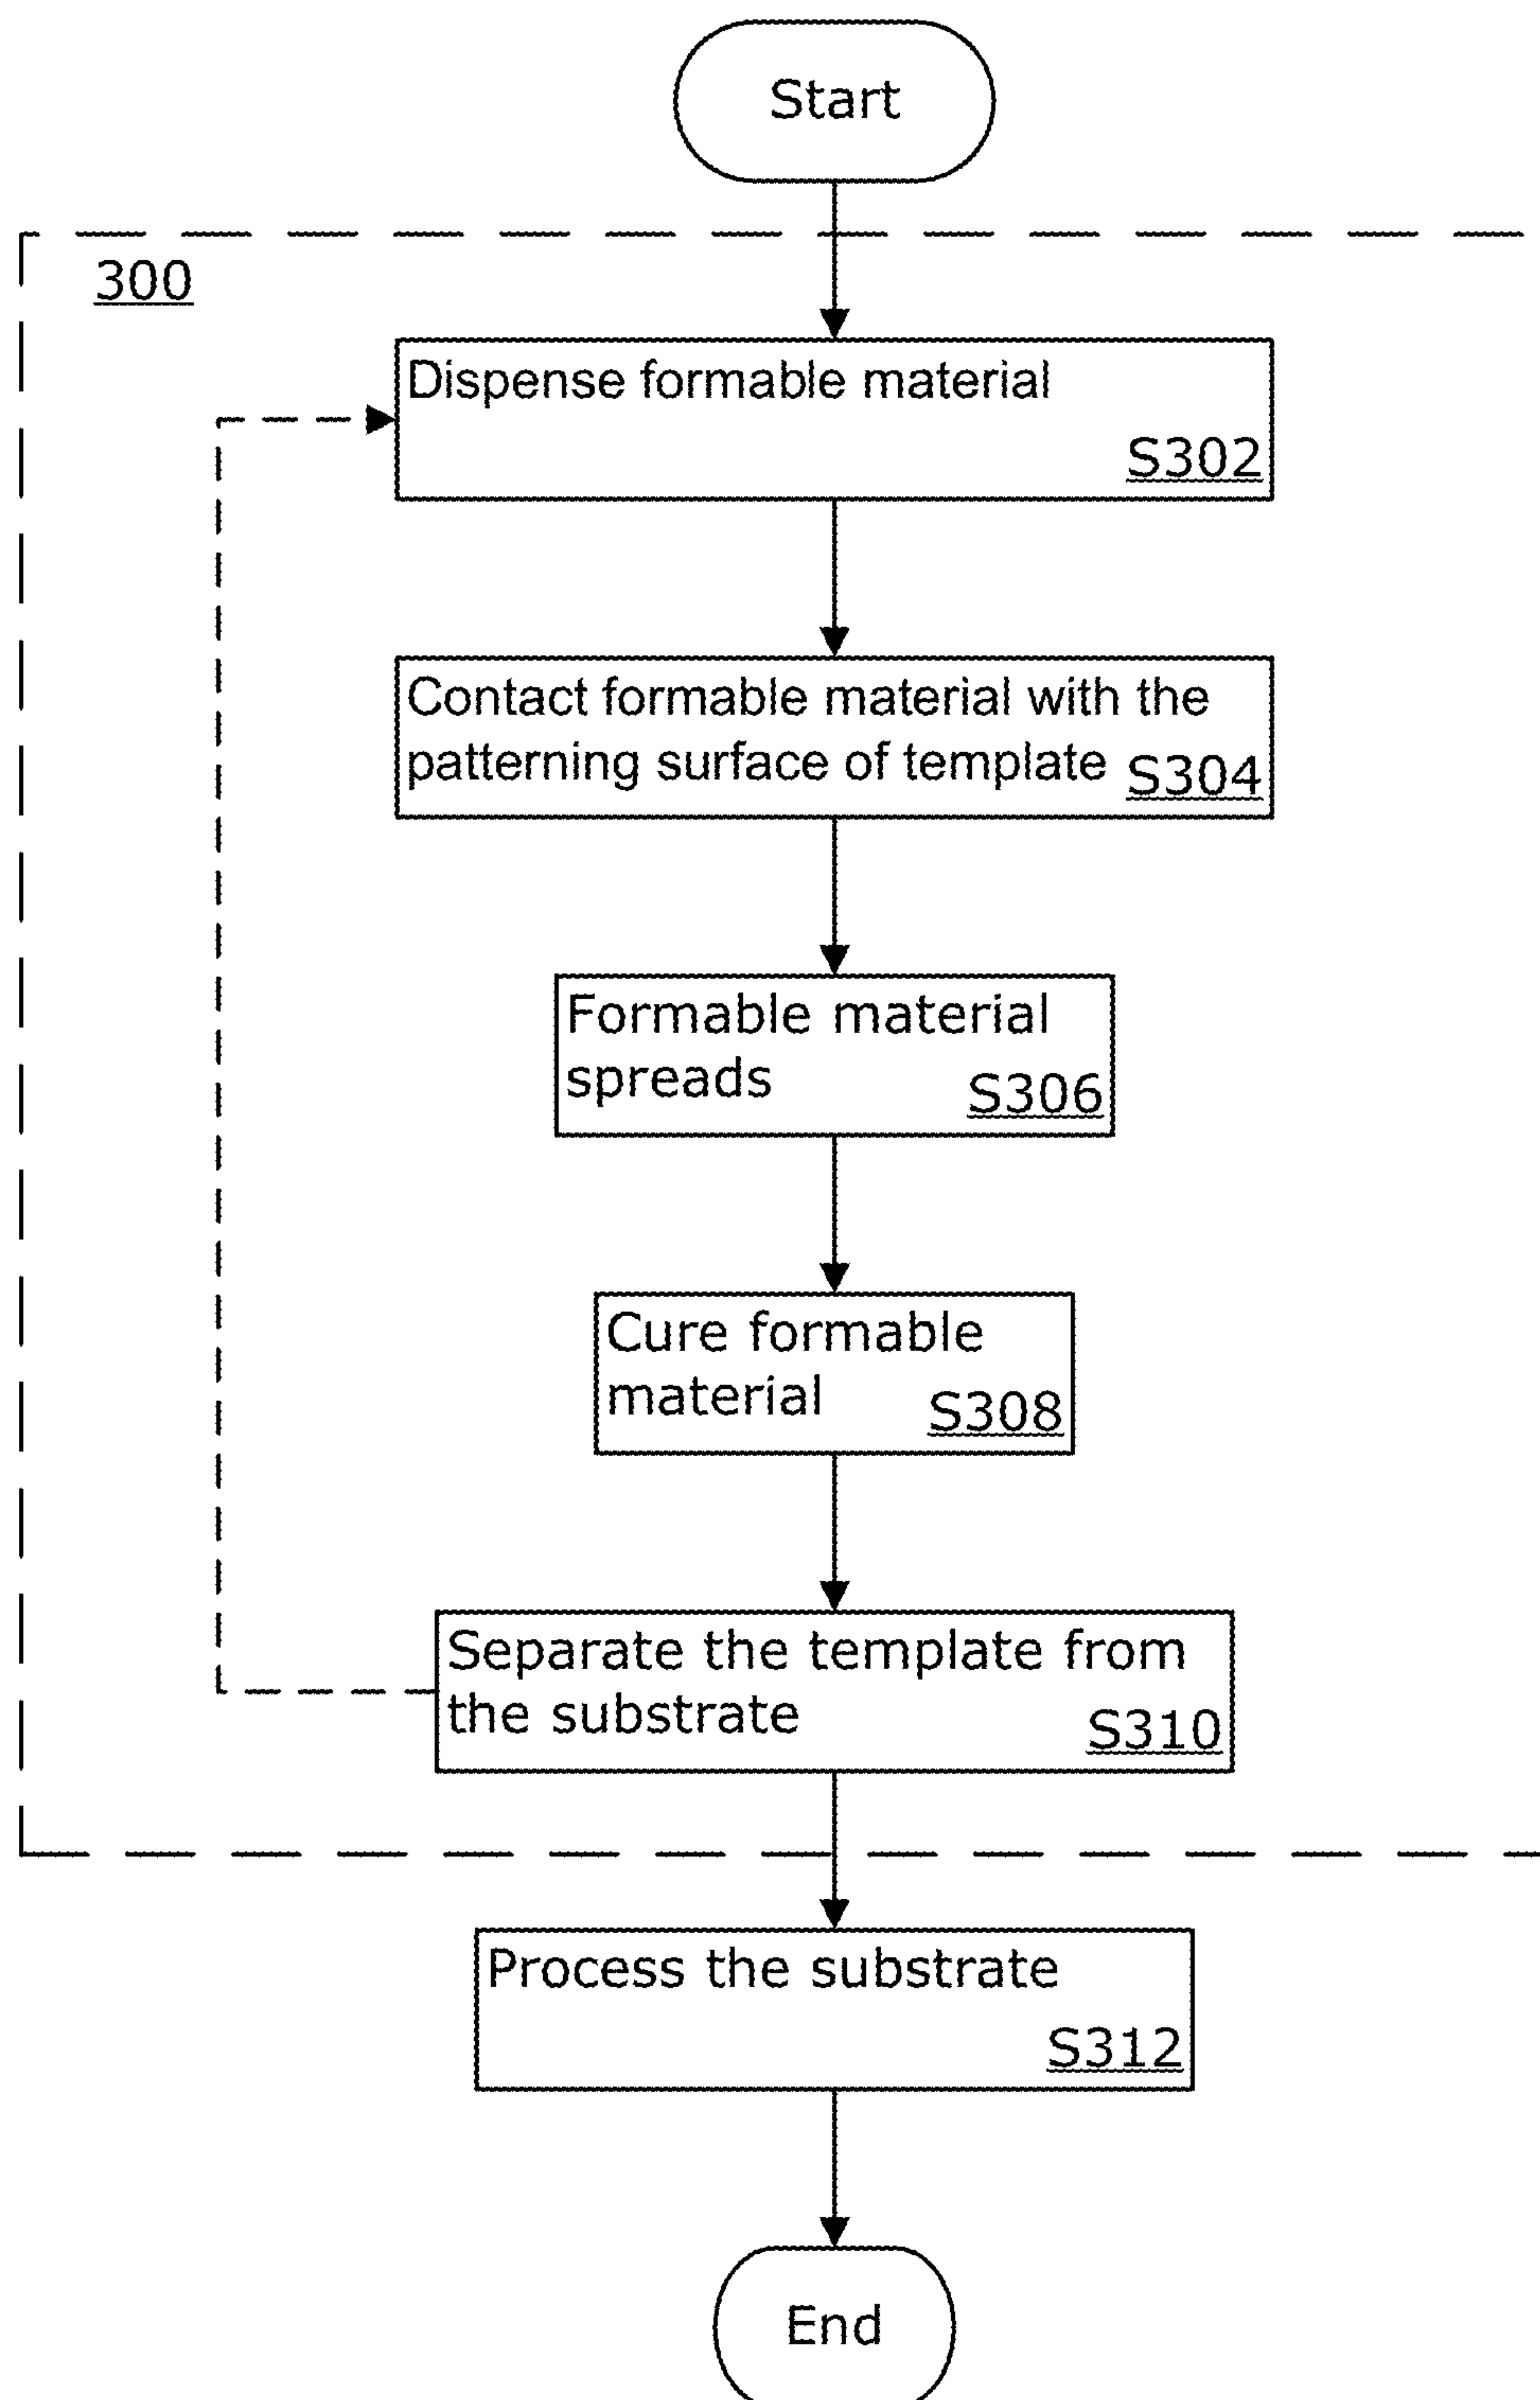 Start
300
Dispense formable material
S302
Contact formable material with the
patterning surface of template S304
Formable material
spreads
S306
Cure formable
material
S308
Separate the template from
the substrate
S310
Process the substrate
S312
End